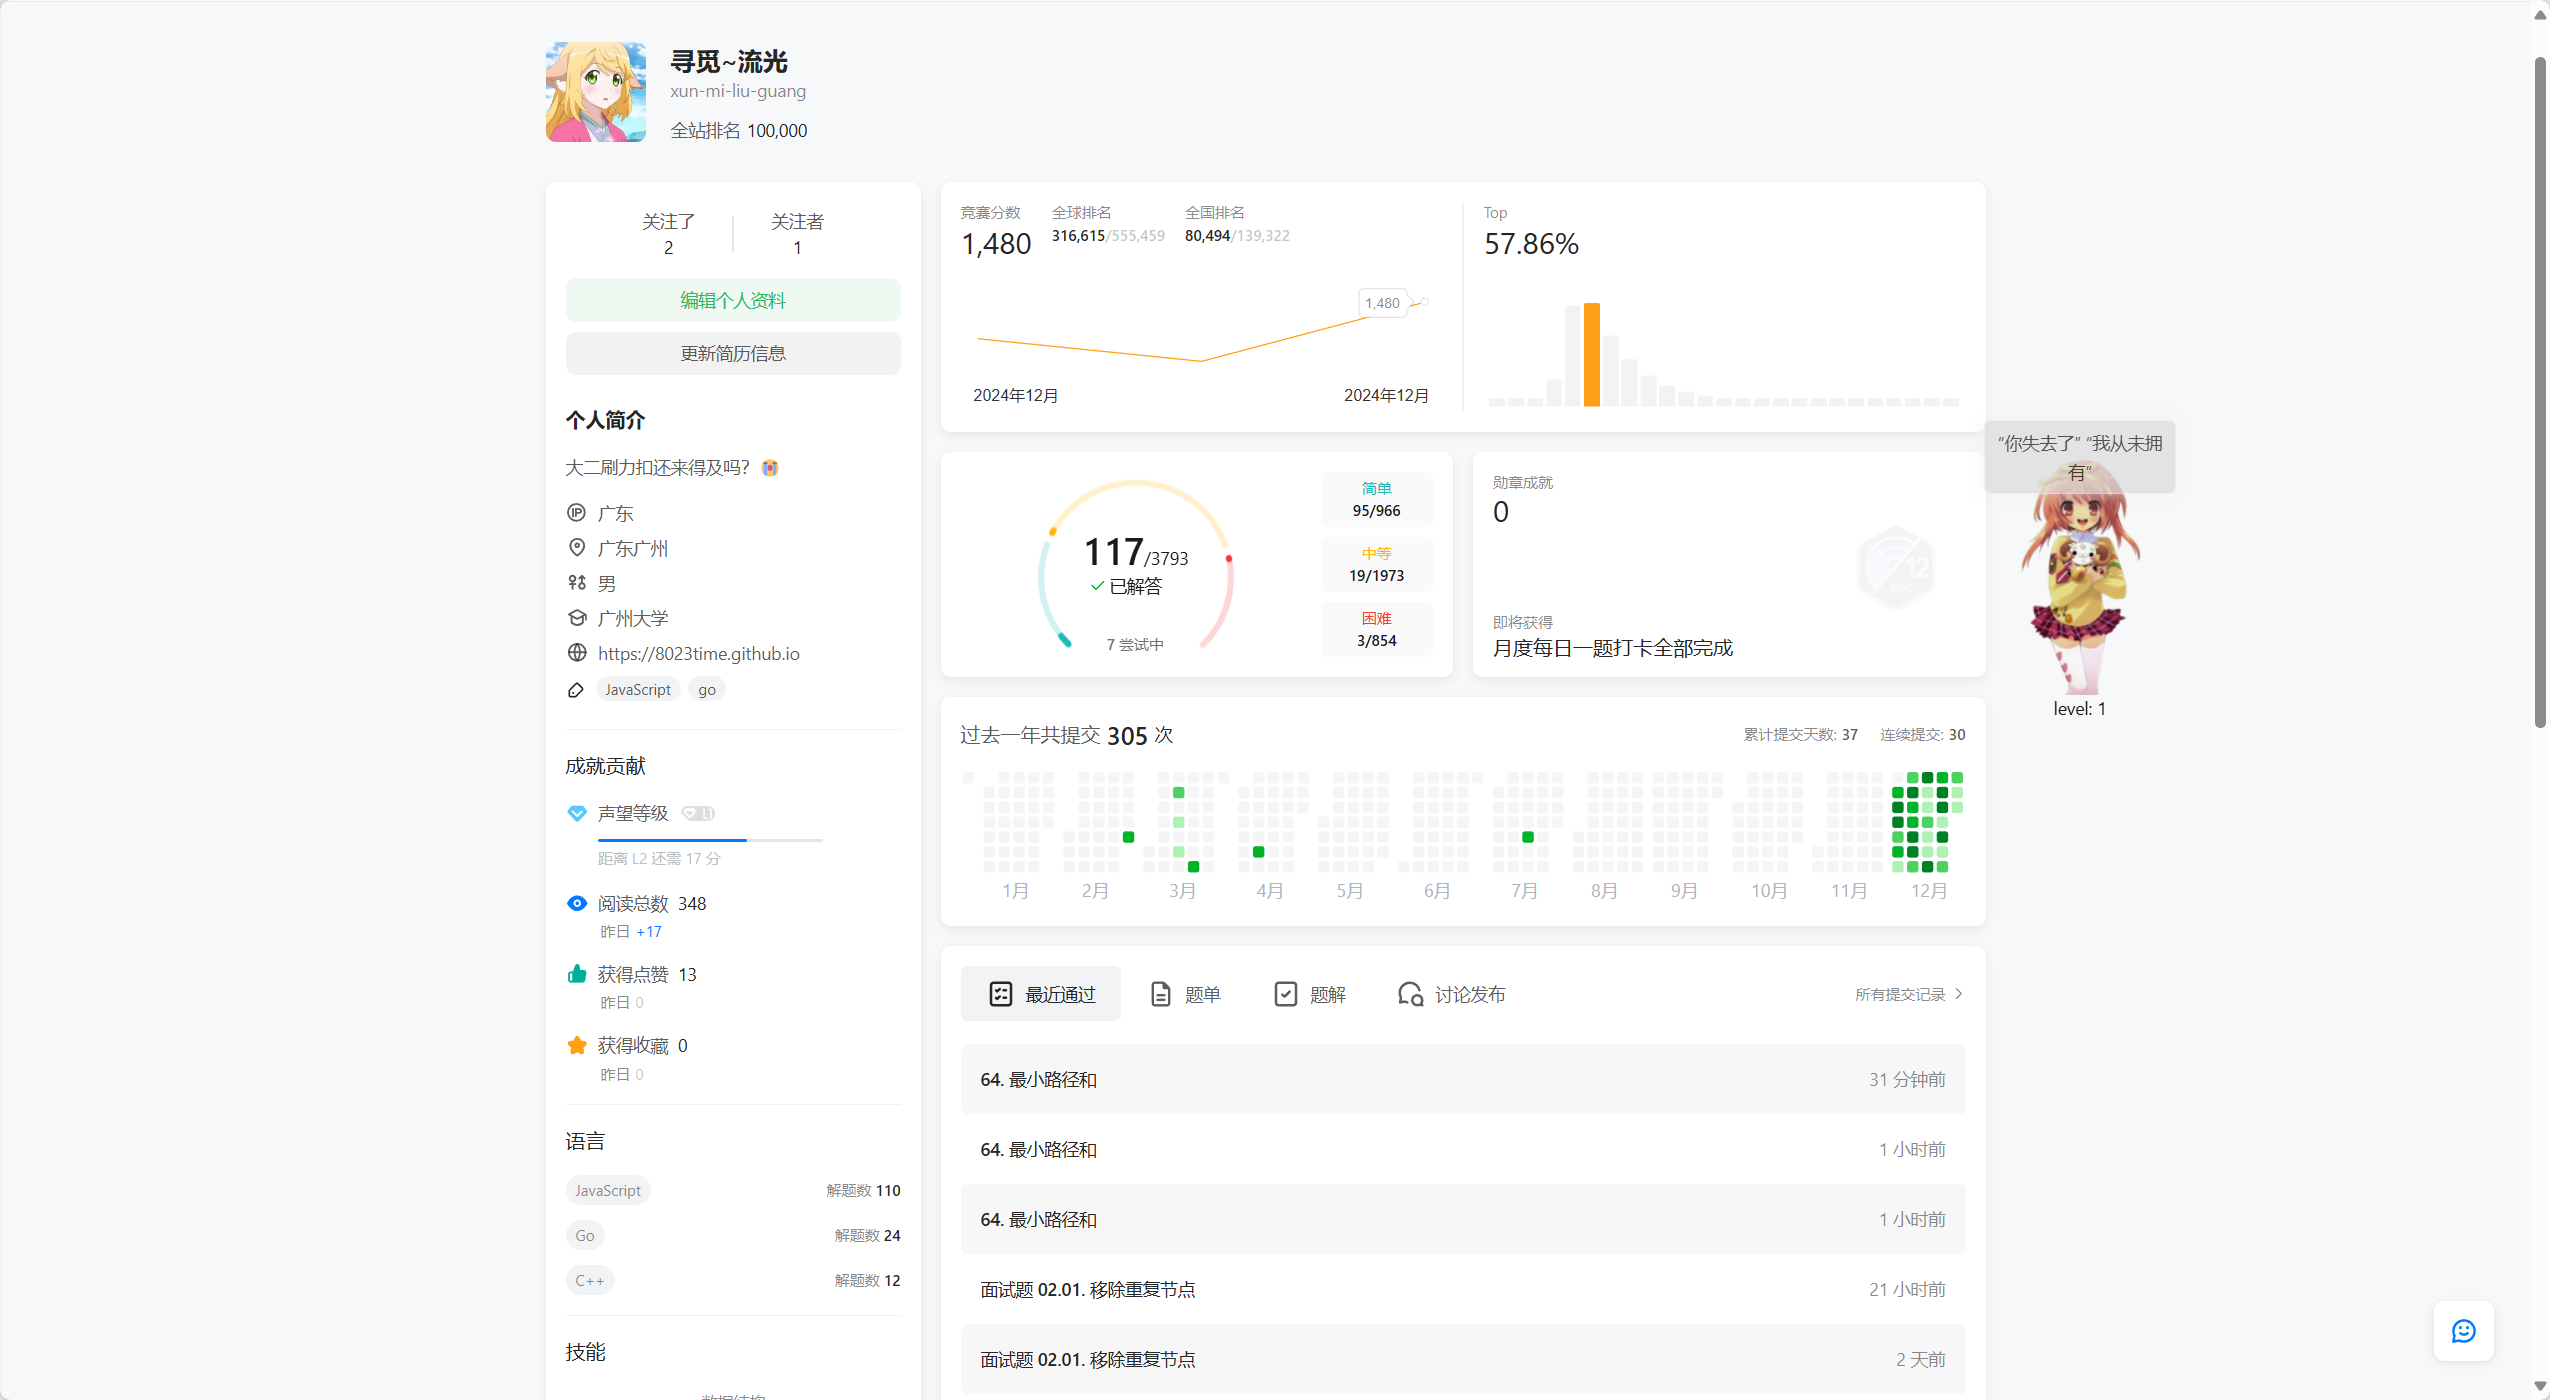 寻觅~流光
xun-mi-liu-guang
全站排名 100,000
关注了
2
关注者
1
编辑个人资料
更新简历信息
个人简介
大二刷力扣还来得及吗？😭
广东
广东广州
男
广州大学
https://8023time.github.io
JavaScript go
成就贡献
声望等级 L1
距离 L2 还需 17 分
阅读总数 348
昨日 +17
获得点赞 13
昨日 0
获得收藏 0
昨日 0
语言
JavaScript 解题数 110
Go 解题数 24
C++ 解题数 12
技能
竞赛分数
1,480
全球排名
316,615/555,459
全国排名
80,494/139,322
1,480
2024年12月 2024年12月
Top
57.86%
117/3793
已解答
7 尝试中
简单
95/966
中等
19/1973
困难
3/854
勋章成就
0
12
DEC
即将获得
月度每日一题打卡全部完成
过去一年共提交 305 次
累计提交天数: 37 连续提交: 30
1月 2月 3月 4月 5月 6月 7月 8月 9月 10月 11月 12月
最近通过 题单 题解 讨论发布 所有提交记录
64. 最小路径和 31 分钟前
64. 最小路径和 1 小时前
64. 最小路径和 1 小时前
面试题 02.01. 移除重复节点 21 小时前
面试题 02.01. 移除重复节点 2 天前
“你失去了” “我从未拥
有”
level: 1